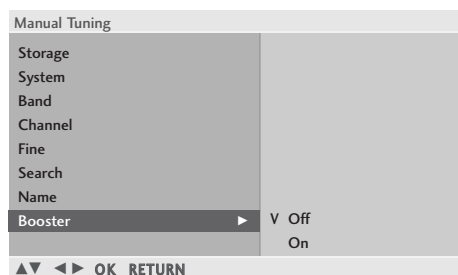 Manual Tuning
Storage
System
Band
Channel
Fine
Search
Name
Booster ► V Off
On
▲▼ ◄► OK RETURN